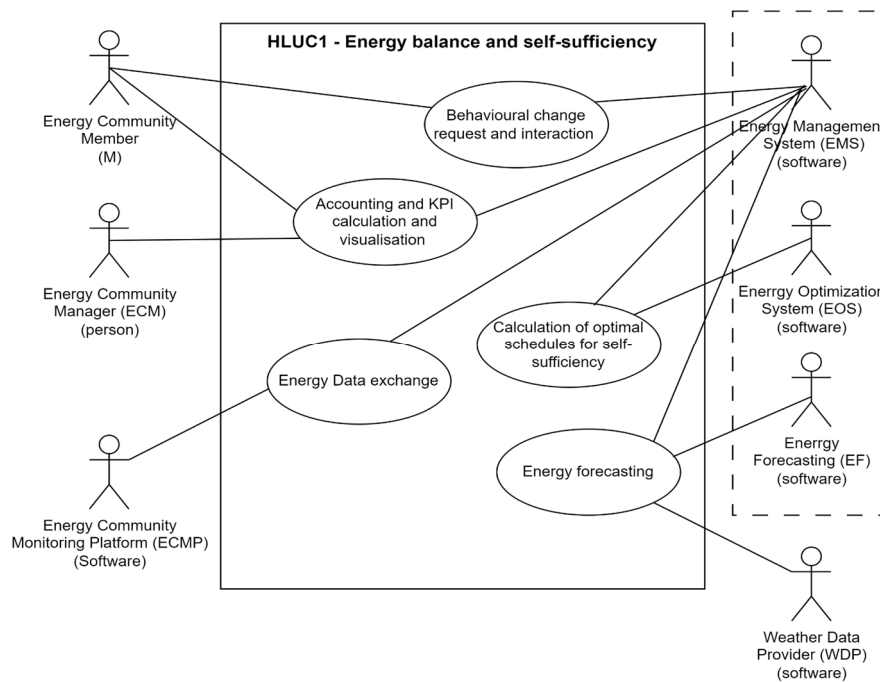 HLUC1 - Energy balance and self-sufficiency
Energy Community
Member
(M)
Behavioural change
request and interaction
Energy Management
System (EMS)
(software)
Accounting and KPI
calculation and
visualisation
Energy Community
Manager (ECM)
(person)
Enerrgy Optimization
System (EOS)
(software)
Calculation of optimal
schedules for self-
sufficiency
Energy Data exchange
Enerrgy
Forecasting (EF)
(software)
Energy forecasting
Energy Community
Monitoring Platform (ECMP)
(Software)
Weather Data
Provider (WDP)
(software)